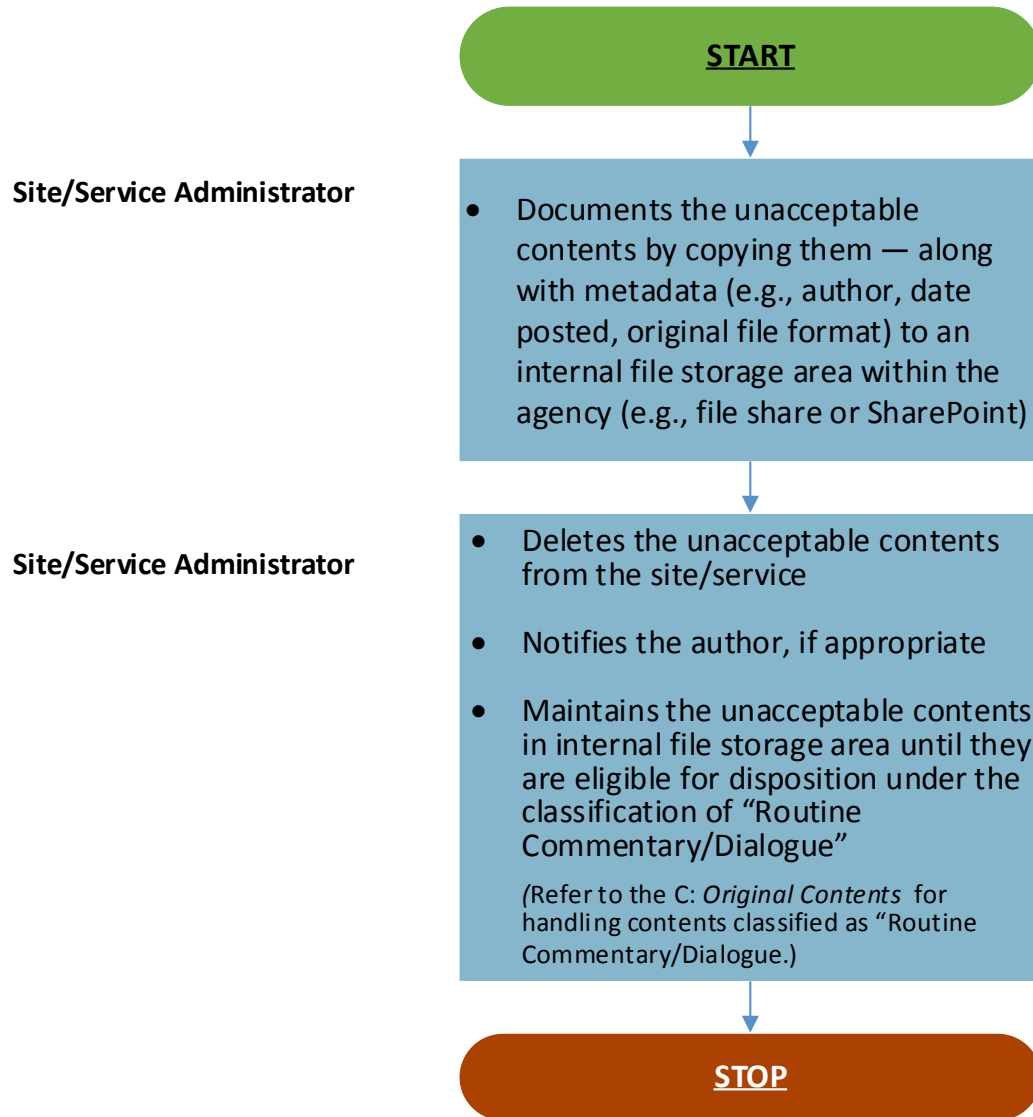 START
Site/Service Administrator
• Documents the unacceptable
contents by copying them — along
with metadata (e.g., author, date
posted, original file format) to an
internal file storage area within the
agency (e.g., file share or SharePoint)
Site/Service Administrator
• Deletes the unacceptable contents
from the site/service
• Notifies the author, if appropriate
• Maintains the unacceptable contents
in internal file storage area until they
are eligible for disposition under the
classification of “Routine
Commentary/Dialogue”
(Refer to the C: Original Contents for
handling contents classified as “Routine
Commentary/Dialogue.)
STOP